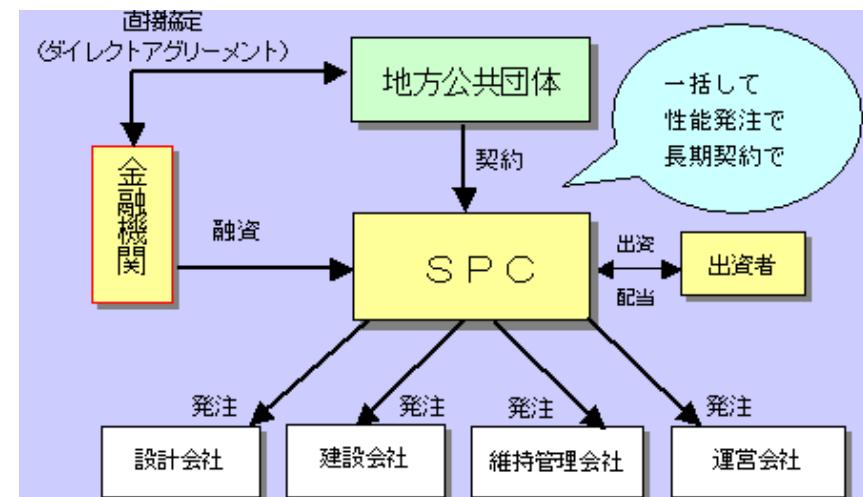 直接協定
(ダイレクトアグリーメント)
地方公共団体
一括して
性能発注で
長期契約で
契約
金融機関
融資
SPC
出資
配当
出資者
発注
発注
発注
発注
設計会社
建設会社
維持管理会社
運営会社